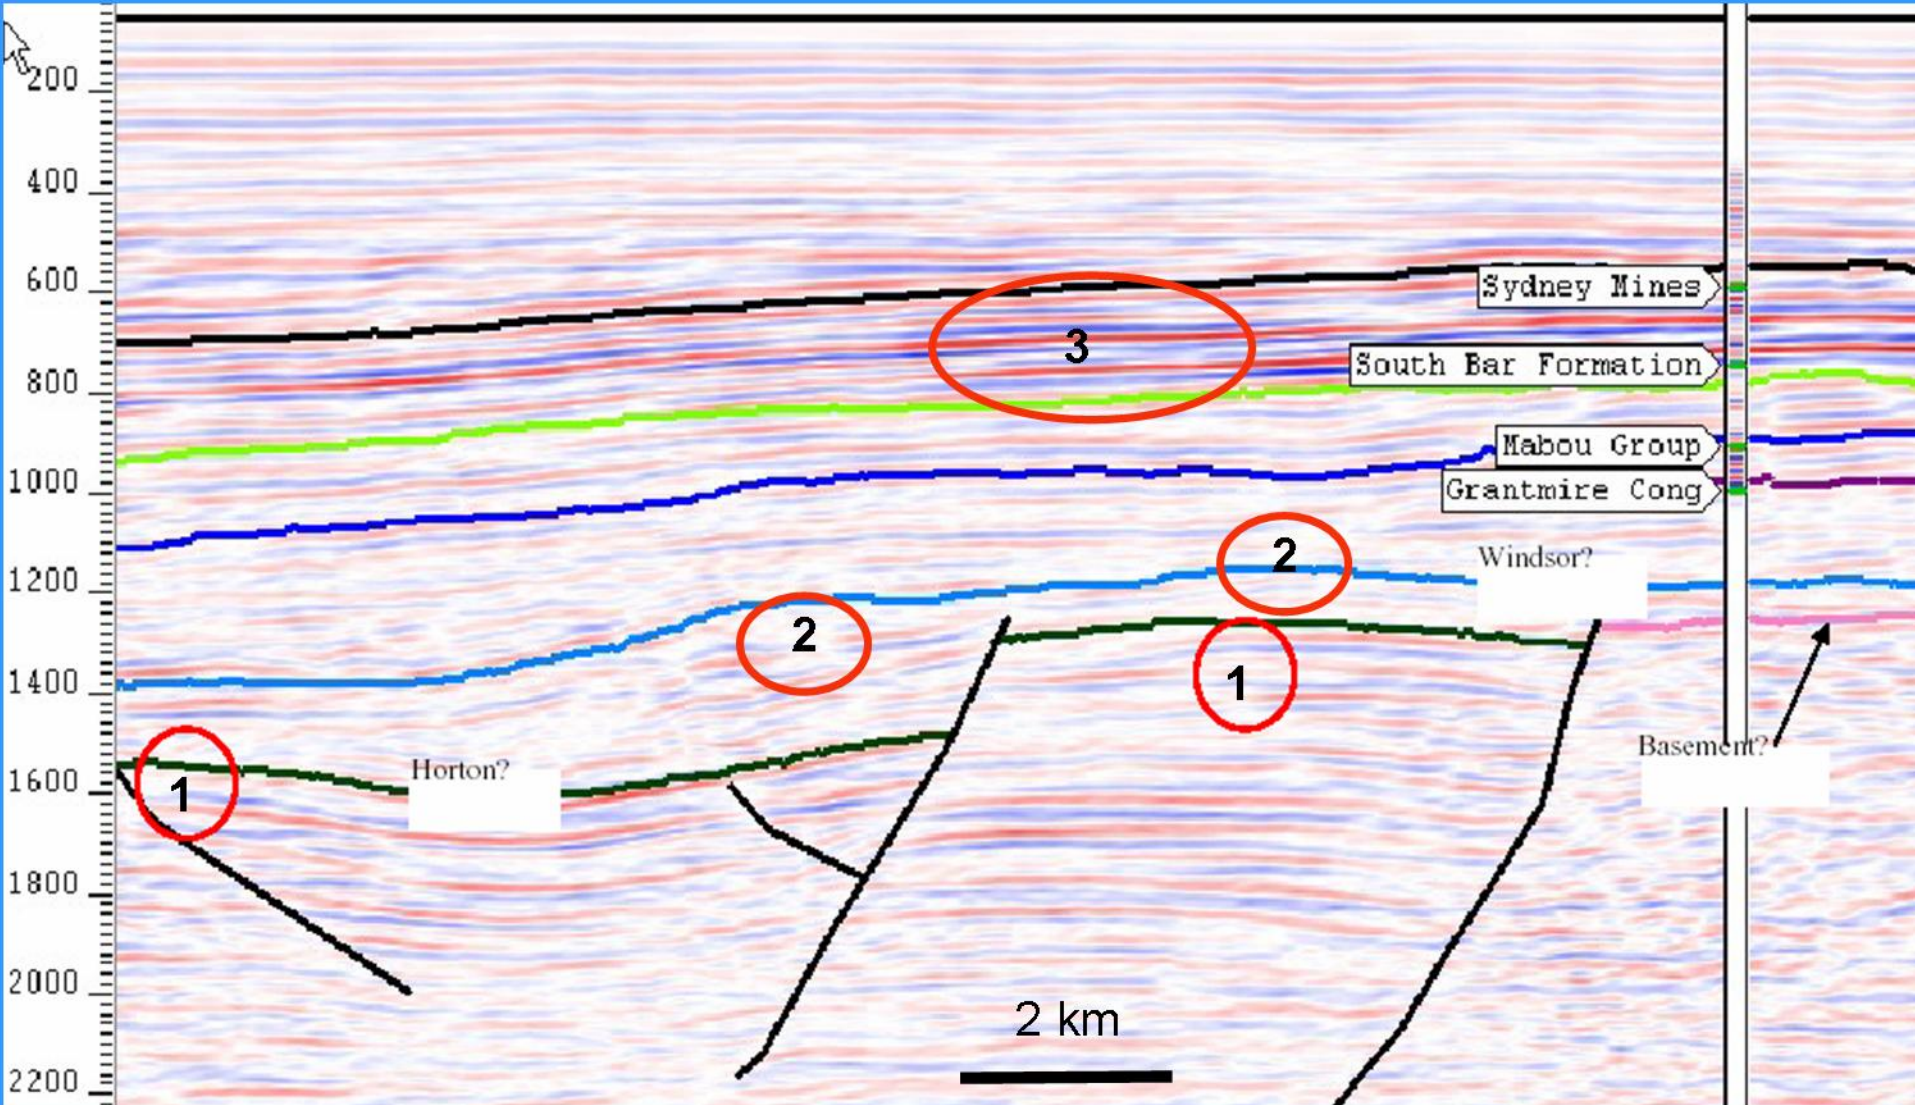 200
400
600
Sydney Mines
3
South Bar Formation
800
Mabou Group
1000
Grantmire Cong
2
Windsor?
1200
2
1400
1
Basement?
Horton?
1600
1
1800
2000
2 km
2200